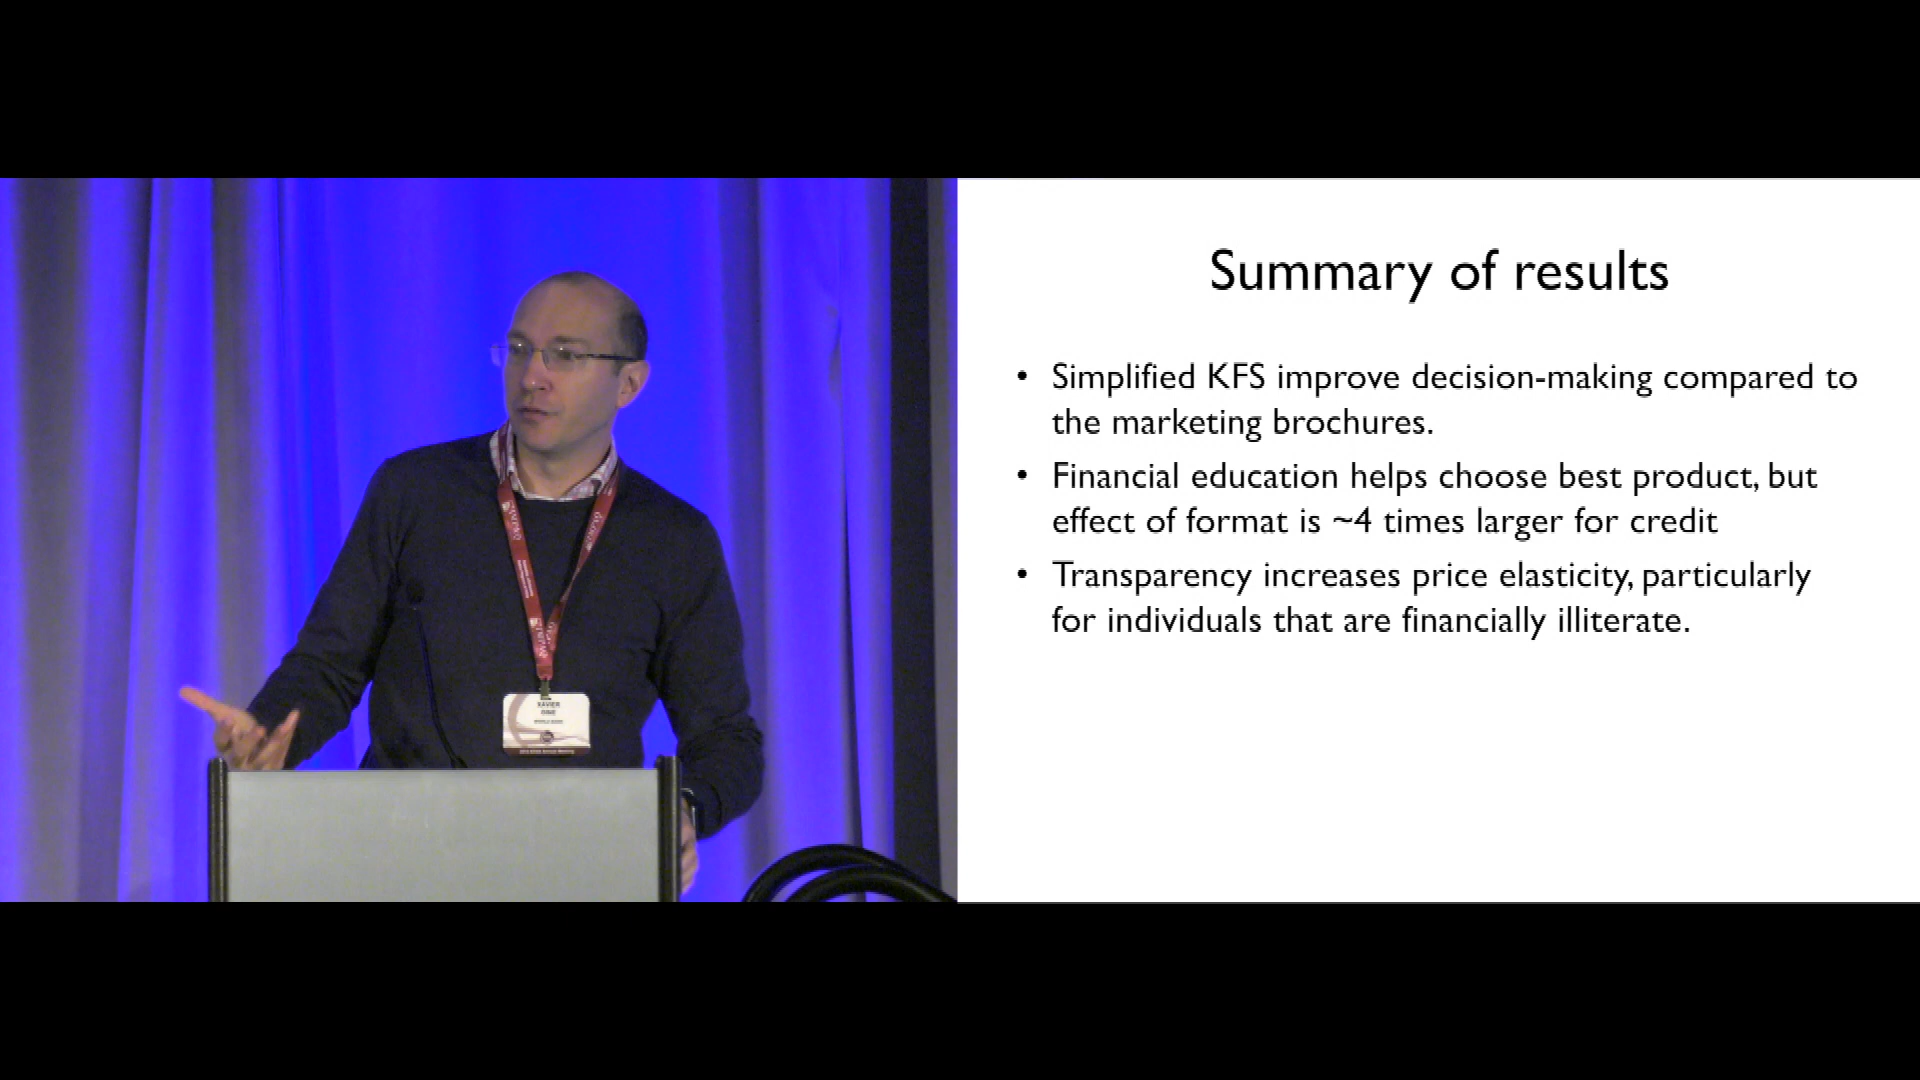 Summary of results
• Simplified KFS improve decision-making compared to
the marketing brochures.
• Financial education helps choose best product, but
effect of format is ~4 times larger for credit
• Transparency increases price elasticity, particularly
for individuals that are financially illiterate.
XAVIER